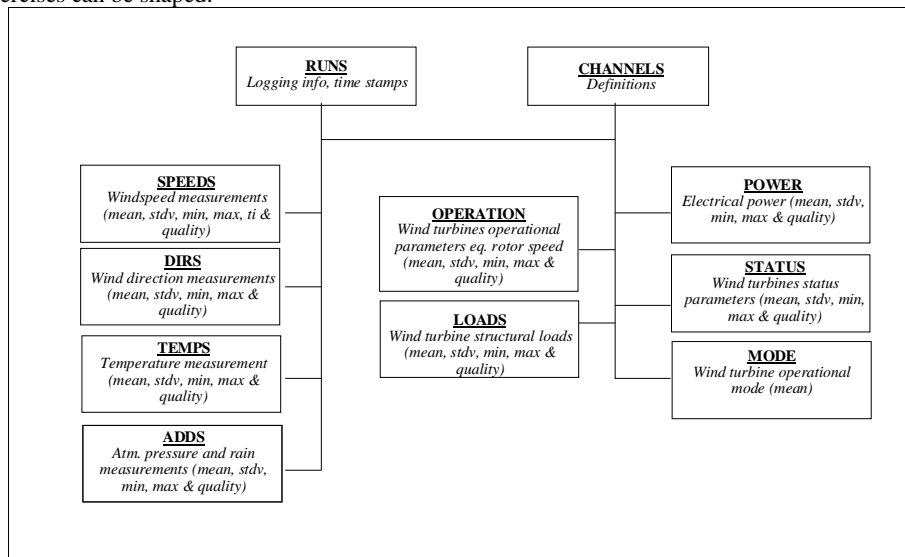 ercises can be shaped.
RUNS
Logging info, time stamps
CHANNELS
Definitions
SPEEDS
Windspeed measurements
(mean, stdv, min, max, ti &
quality)
DIRS
Wind direction measurements
(mean, stdv, min, max &
quality)
TEMPS
Temperature measurement
(mean, stdv, min, max &
quality)
ADDS
Atm. pressure and rain
measurements (mean, stdv,
min, max & quality)
OPERATION
Wind turbines operational
parameters eq. rotor speed
(mean, stdv, min, max &
quality)
LOADS
Wind turbine structural loads
(mean, stdv, min, max &
quality)
POWER
Electrical power (mean, stdv,
min, max & quality)
STATUS
Wind turbines status
parameters (mean, stdv, min,
max & quality)
MODE
Wind turbine operational
mode (mean)